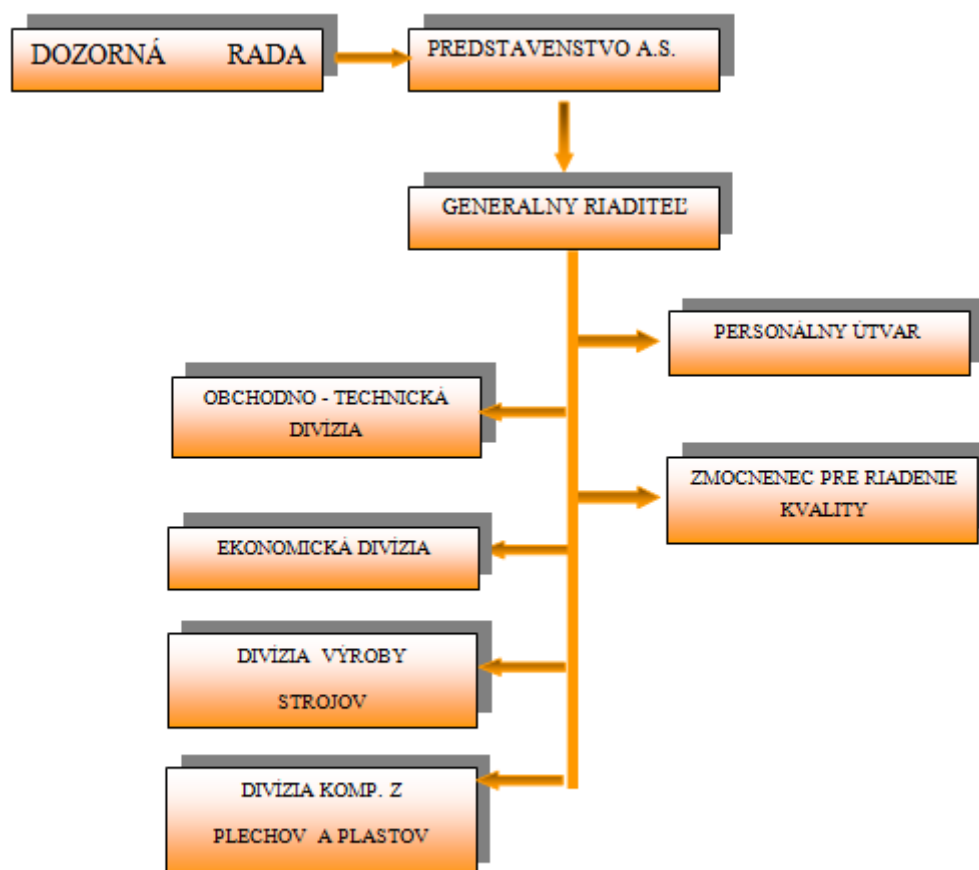 DOZORNÁ RADA
PREDSTAVENSTVO A.S.
GENERALNY RIADITEĽ
PERSONÁLNY ÚTVAR
OBCHODNO - TECHNICKÁ
DIVÍZIA
ZMOCNENEC PRE RIADENIE
KVALITY
EKONOMICKÁ DIVÍZIA
DIVÍZIA VÝROBY
STROJOV
DIVÍZIA KOMP. Z
PLECHOV A PLASTOV